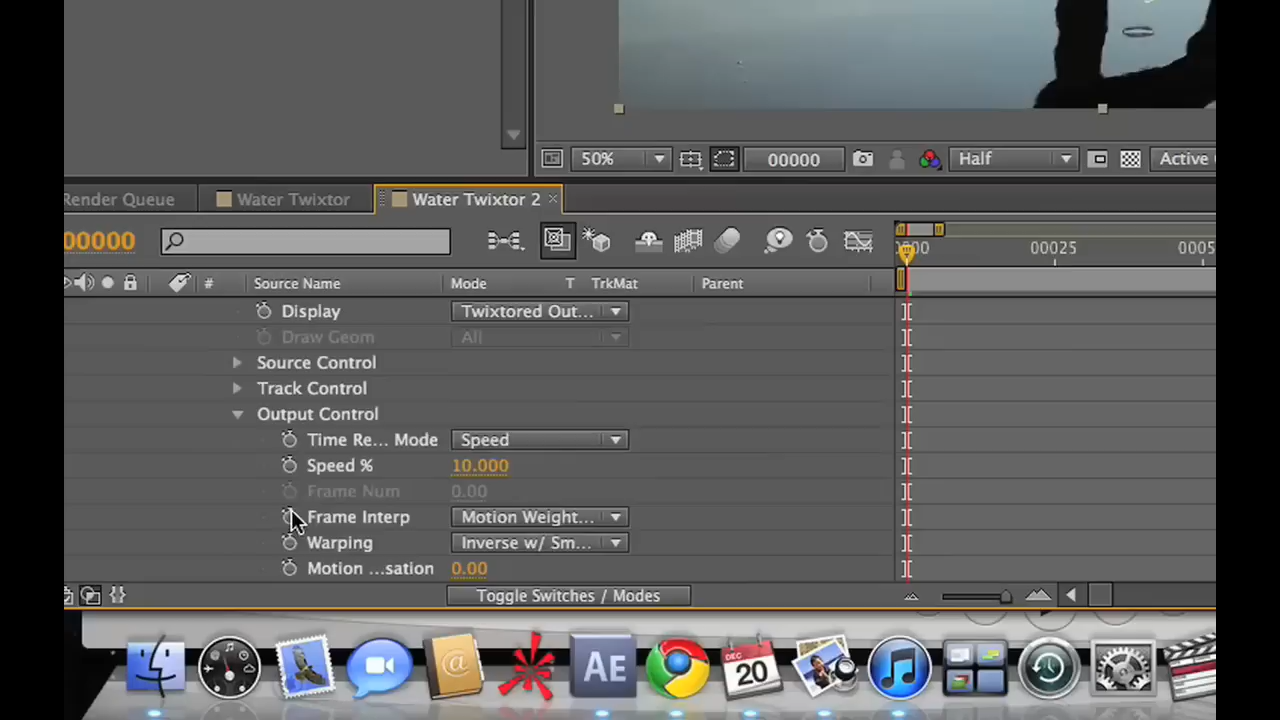 50%
00000
Half
Active
Render Queue
Water Twixtor
Water Twixtor 2
00000
00025
# Source Name Mode T TrkMat Parent
Display Twixtored Out...
Draw Geom All
Source Control
Track Control
Output Control
Time Re... Mode Speed
Speed % 10.000
Frame Num 0.00
Frame Interp Motion Weight...
Warping Inverse w/ Sm...
Motion ...sation 0.00
Toggle Switches / Modes
AE
DEC
20